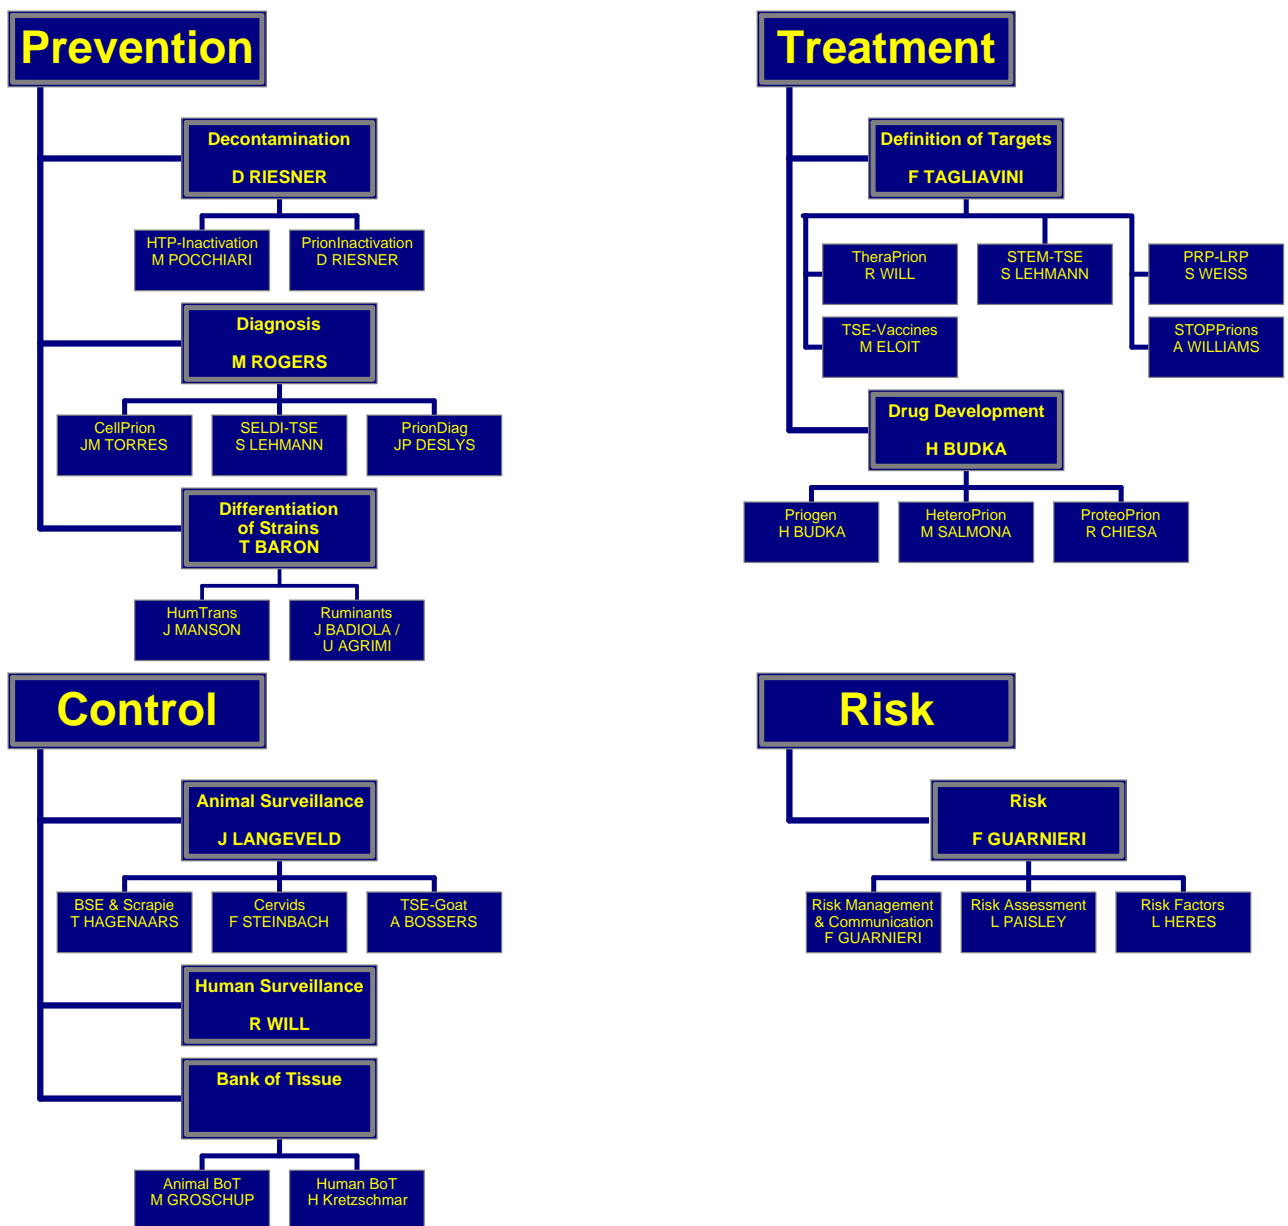 Prevention
Decontamination
D RIESNER
HTP-Inactivation
M POCCHIARI
PrionInactivation
D RIESNER
Diagnosis
M ROGERS
CellPrion
JM TORRES
SELDI-TSE
S LEHMANN
PrionDiag
JP DESLYS
Differentiation
of Strains
T BARON
HumTrans
J MANSON
Ruminants
J BADIOLA /
U AGRIMI
Treatment
Definition of Targets
F TAGLIAVINI
TheraPrion
R WILL
STEM-TSE
S LEHMANN
PRP-LRP
S WEISS
TSE-Vaccines
M ELOIT
STOPPrions
A WILLIAMS
Drug Development
H BUDKA
Priogen
H BUDKA
HeteroPrion
M SALMONA
ProteoPrion
R CHIESA
Control
Animal Surveillance
J LANGEVELD
BSE & Scrapie
T HAGENAARS
Cervids
F STEINBACH
TSE-Goat
A BOSSERS
Human Surveillance
R WILL
Bank of Tissue
Animal BoT
M GROSCHUP
Human BoT
H Kretzschmar
Risk
Risk
F GUARNIERI
Risk Management
& Communication
F GUARNIERI
Risk Assessment
L PAISLEY
Risk Factors
L HERES